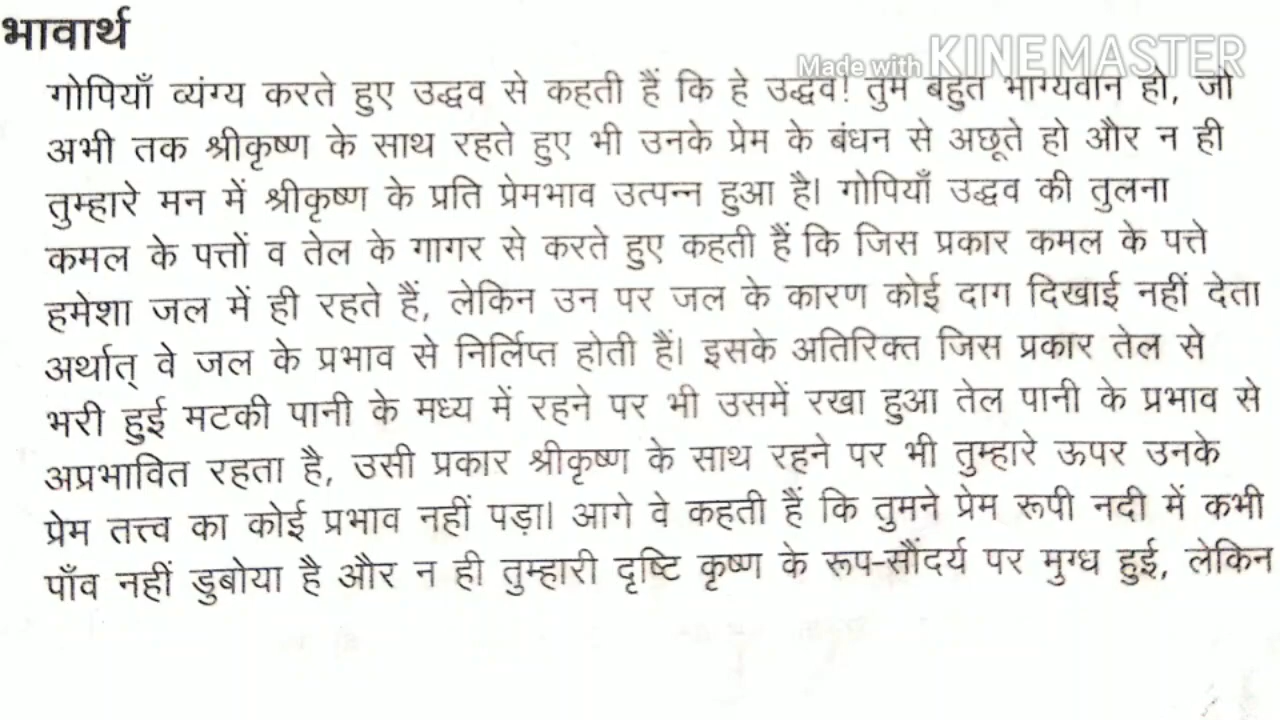 भावार्थ
Made with KINEMASTER
गोपियाँ व्यंग्य करते हुए उद्धव से कहती हैं कि हे उद्धव! तुम बहुत भाग्यवान हो, जो
अभी तक श्रीकृष्ण के साथ रहते हुए भी उनके प्रेम के बंधन से अछूते हो और न ही
तुम्हारे मन में श्रीकृष्ण के प्रति प्रेमभाव उत्पन्न हुआ है। गोपियाँ उद्धव की तुलना
कमल के पत्तों व तेल के गागर से करते हुए कहती हैं कि जिस प्रकार कमल के पत्ते
हमेशा जल में ही रहते हैं, लेकिन उन पर जल के कारण कोई दाग दिखाई नहीं देता
अर्थात् वे जल के प्रभाव से निर्लिप्त होती हैं। इसके अतिरिक्त जिस प्रकार तेल से
भरी हुई मटकी पानी के मध्य में रहने पर भी उसमें रखा हुआ तेल पानी के प्रभाव से
अप्रभावित रहता है, उसी प्रकार श्रीकृष्ण के साथ रहने पर भी तुम्हारे ऊपर उनके
प्रेम तत्त्व का कोई प्रभाव नहीं पड़ा। आगे वे कहती हैं कि तुमने प्रेम रूपी नदी में कभी
पाँव नहीं डुबोया है और न ही तुम्हारी दृष्टि कृष्ण के रूप-सौंदर्य पर मुग्ध हुई, लेकिन